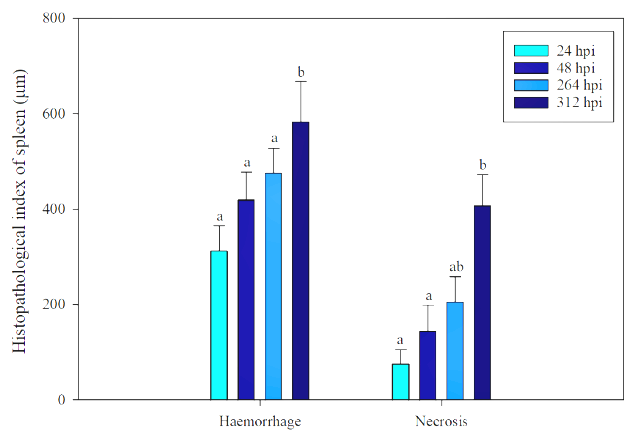 800
600
400
200
0
Histopathological index of spleen (µm)
24 hpi
48 hpi
264 hpi
312 hpi
a
a
a
b
a
a
ab
b
Haemorrhage
Necrosis